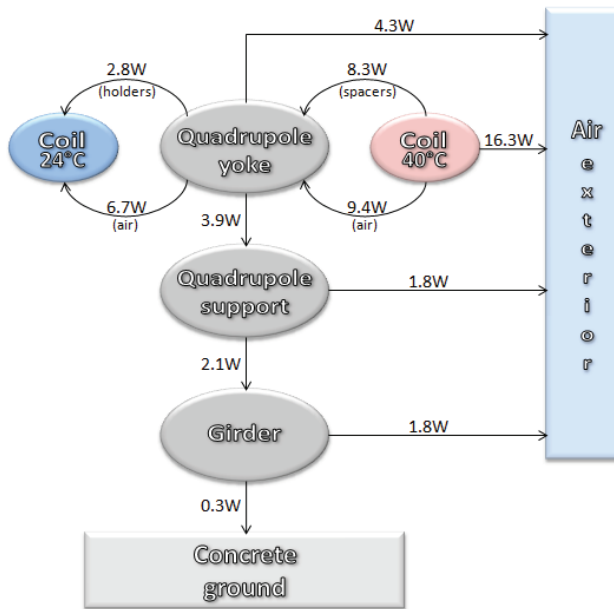 4.3W
2.8W
(holders)
8.3W
(spacers)
Coil
24°C
Quadrupole
yoke
Coil
40°C
16.3W
Air
exterior
6.7W
(air)
9.4W
(air)
3.9W
Quadrupole
support
1.8W
2.1W
Girder
1.8W
0.3W
Concrete
ground